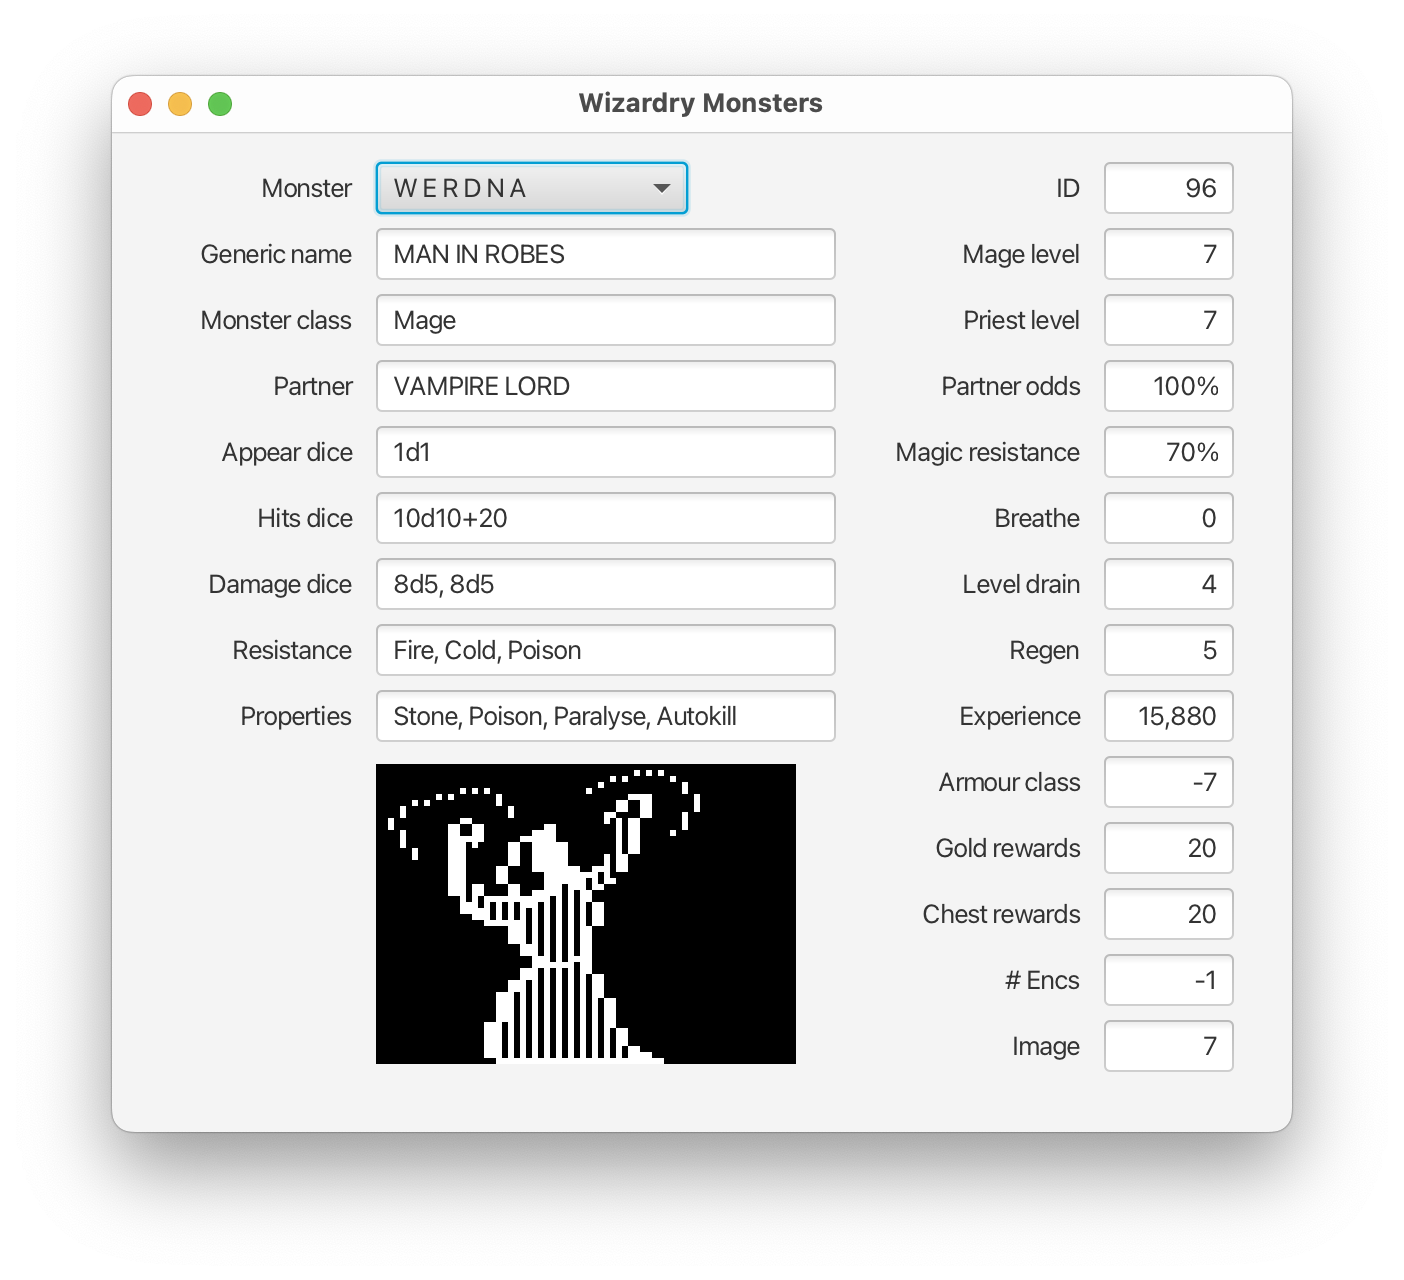 Wizardry Monsters
Monster W E R D N A ID 96
Generic name MAN IN ROBES Mage level 7
Monster class Mage Priest level 7
Partner VAMPIRE LORD Partner odds 100%
Appear dice 1d1 Magic resistance 70%
Hits dice 10d10+20 Breathe 0
Damage dice 8d5, 8d5 Level drain 4
Resistance Fire, Cold, Poison Regen 5
Properties Stone, Poison, Paralyse, Autokill Experience 15,880
Armour class -7
Gold rewards 20
Chest rewards 20
# Encs -1
Image 7